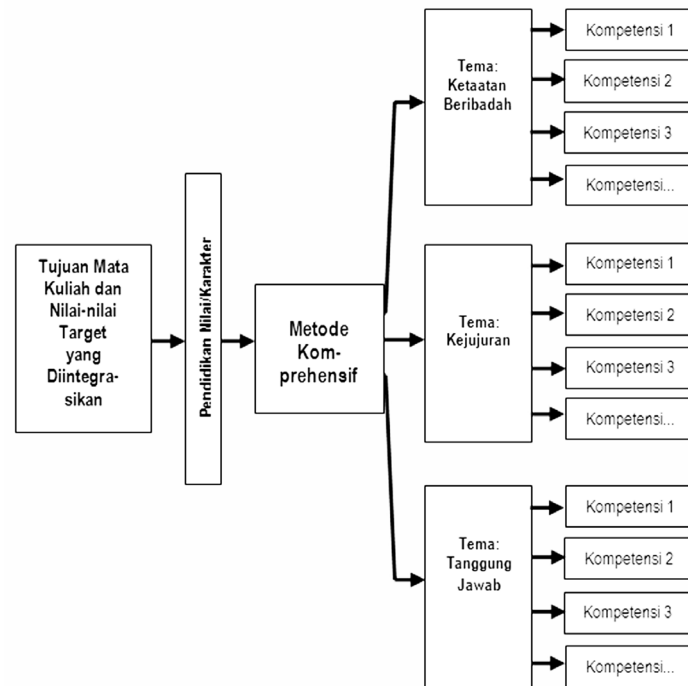 Tujuan Mata
Kuliah dan
Nilai-nilai
Target
yang
Diintegra-
sikan
Pendidikan Nilai/Karakter
Metode
Kom-
prehensif
Tema:
Ketaatan
Beribadah
Kompetensi 1
Kompetensi 2
Kompetensi 3
Kompetensi...
Tema:
Kejujuran
Kompetensi 1
Kompetensi 2
Kompetensi 3
Kompetensi...
Tema:
Tanggung
Jawab
Kompetensi 1
Kompetensi 2
Kompetensi 3
Kompetensi...